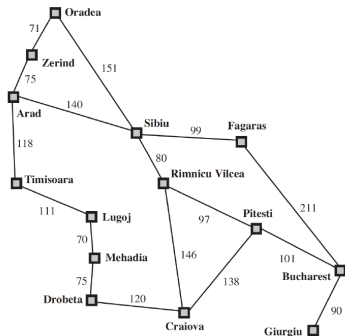 Oradea
71
Zerind
75
151
Arad
140
Sibiu
99
Fagaras
118
80
Timisoara
Rimnicu Vilcea
111
Lugoj
97
Pitesti
211
70
146
101
Mehadia
138
Bucharest
75
Drobeta
120
90
Craiova
Giurgiu